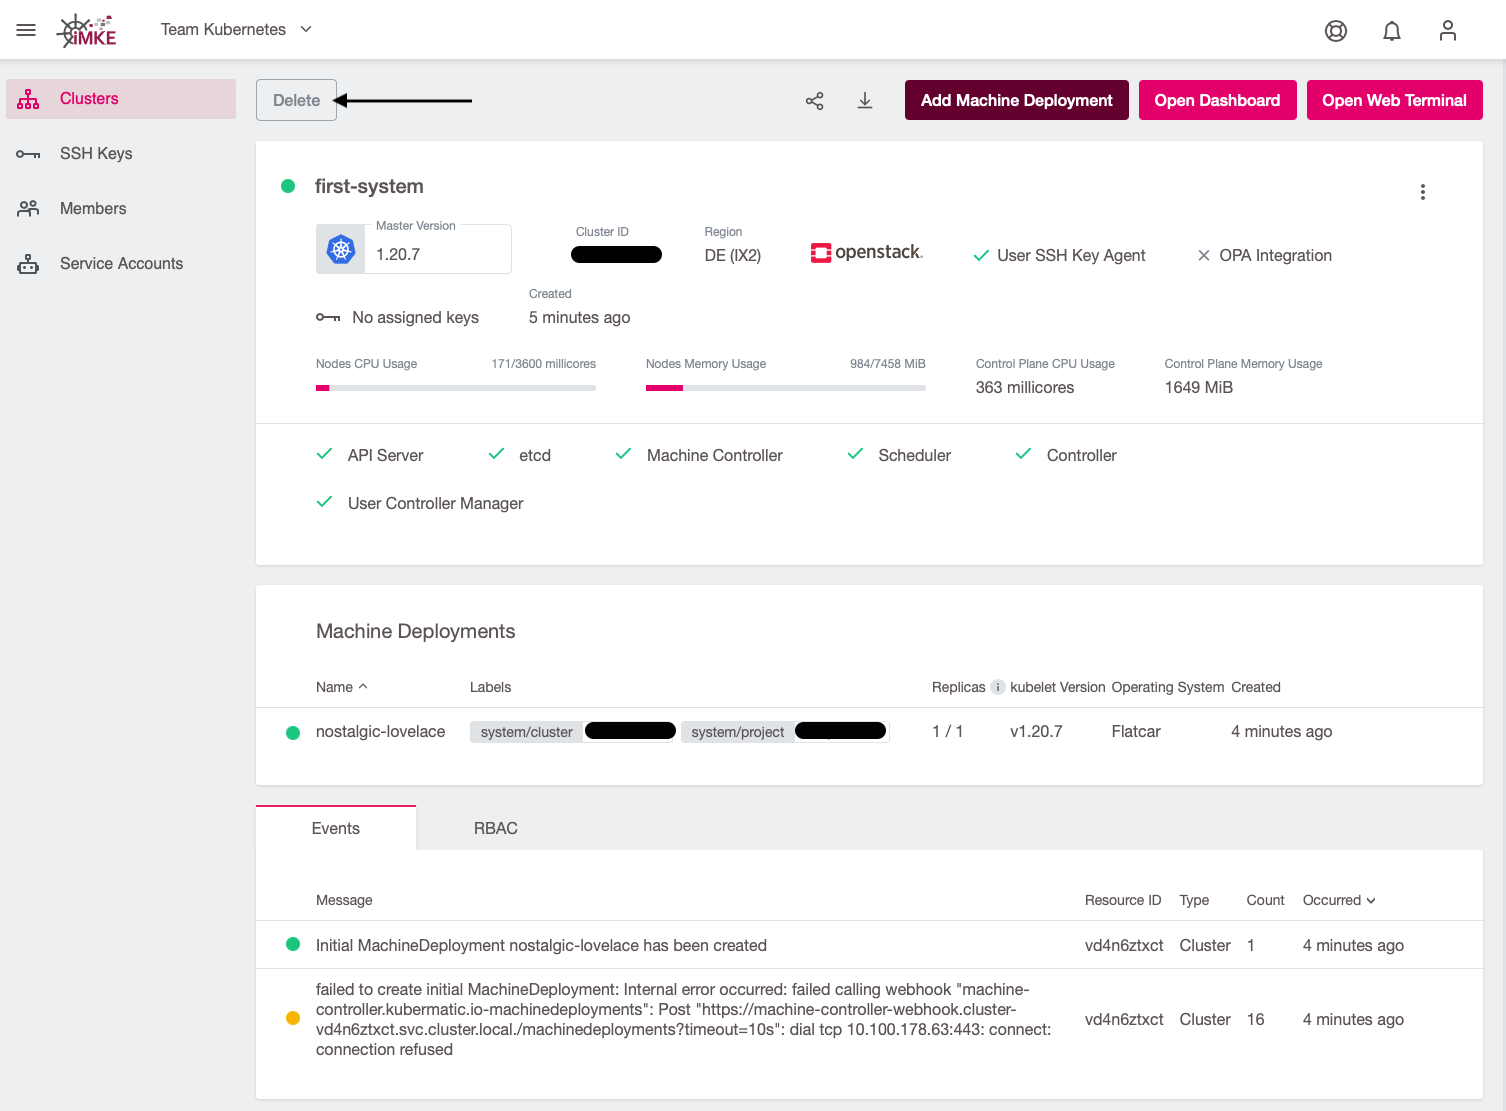 iMKE
Team Kubernetes
Clusters
SSH Keys
Members
Service Accounts
Delete
Add Machine Deployment
Open Dashboard
Open Web Terminal
first-system
Master Version
1.20.7
Cluster ID
Region
DE (IX2)
openstack.
User SSH Key Agent
OPA Integration
No assigned keys
Created
5 minutes ago
Nodes CPU Usage
171/3600 millicores
Nodes Memory Usage
984/7458 MiB
Control Plane CPU Usage
363 millicores
Control Plane Memory Usage
1649 MiB
API Server
etcd
Machine Controller
Scheduler
Controller
User Controller Manager
Machine Deployments
Name Labels Replicas i kubelet Version Operating System Created
nostalgic-lovelace system/cluster system/project 1 / 1 v1.20.7 Flatcar 4 minutes ago
Events
RBAC
Message Resource ID Type Count Occurred
Initial MachineDeployment nostalgic-lovelace has been created vd4n6ztxct Cluster 1 4 minutes ago
failed to create initial MachineDeployment: Internal error occurred: failed calling webhook "machine-
controller.kubermatic.io-machinedeployments": Post "https://machine-controller-webhook.cluster-
vd4n6ztxct.svc.cluster.local./machinedeployments?timeout=10s": dial tcp 10.100.178.63:443: connect:
connection refused
vd4n6ztxct Cluster 16 4 minutes ago